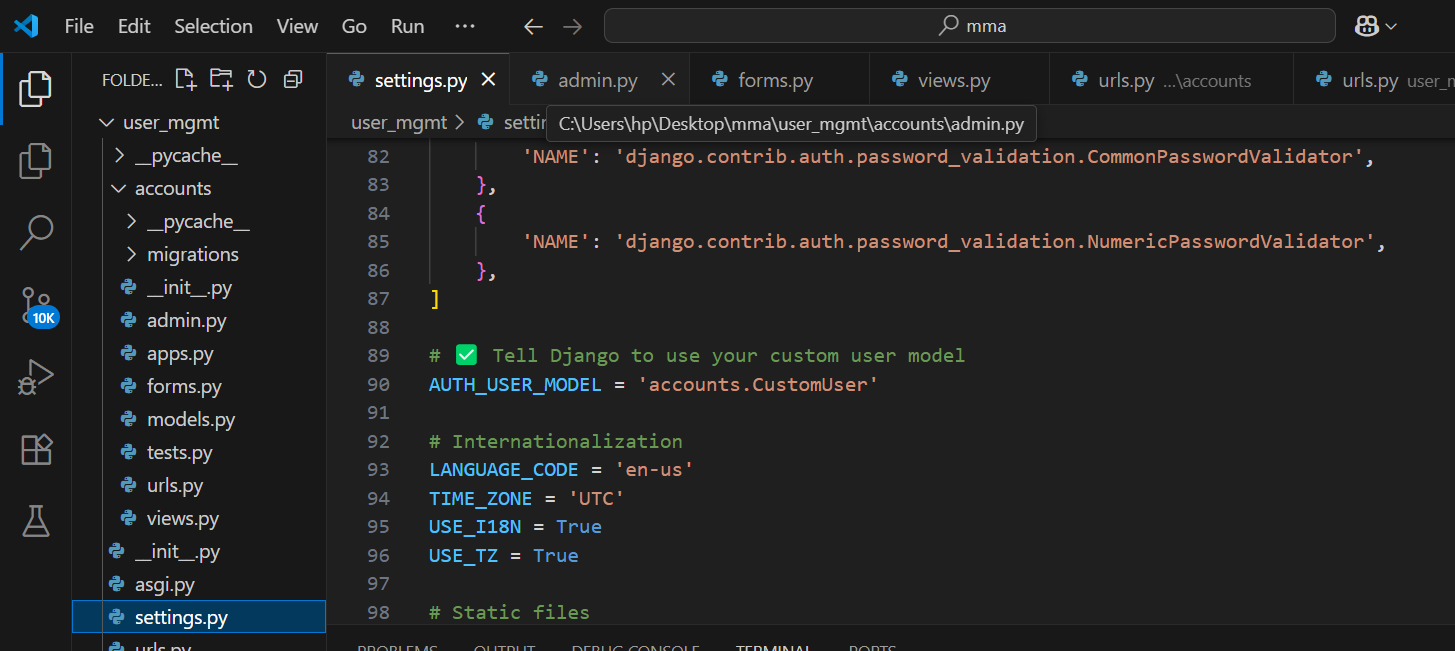 File Edit Selection View Go Run ...
mma
FOLDE...
settings.py admin.py forms.py views.py urls.py ...\accounts urls.py
user_mgmt
__pycache__
accounts
__pycache__
migrations
__init__.py
admin.py
apps.py
forms.py
models.py
tests.py
urls.py
views.py
__init__.py
asgi.py
settings.py
urls.py
10K
user_mgmt >
C:\Users\hp\Desktop\mma\user_mgmt\accounts\admin.py
82 'NAME': 'django.contrib.auth.password_validation.CommonPasswordValidator',
83 },
84 {
85 'NAME': 'django.contrib.auth.password_validation.NumericPasswordValidator',
86 },
87 ]
88
89 # ✅ Tell Django to use your custom user model
90 AUTH_USER_MODEL = 'accounts.CustomUser'
91
92 # Internationalization
93 LANGUAGE_CODE = 'en-us'
94 TIME_ZONE = 'UTC'
95 USE_I18N = True
96 USE_TZ = True
97
98 # Static files
PROBLEMS OUTPUT DEBUG CONSOLE TERMINAL PORTS